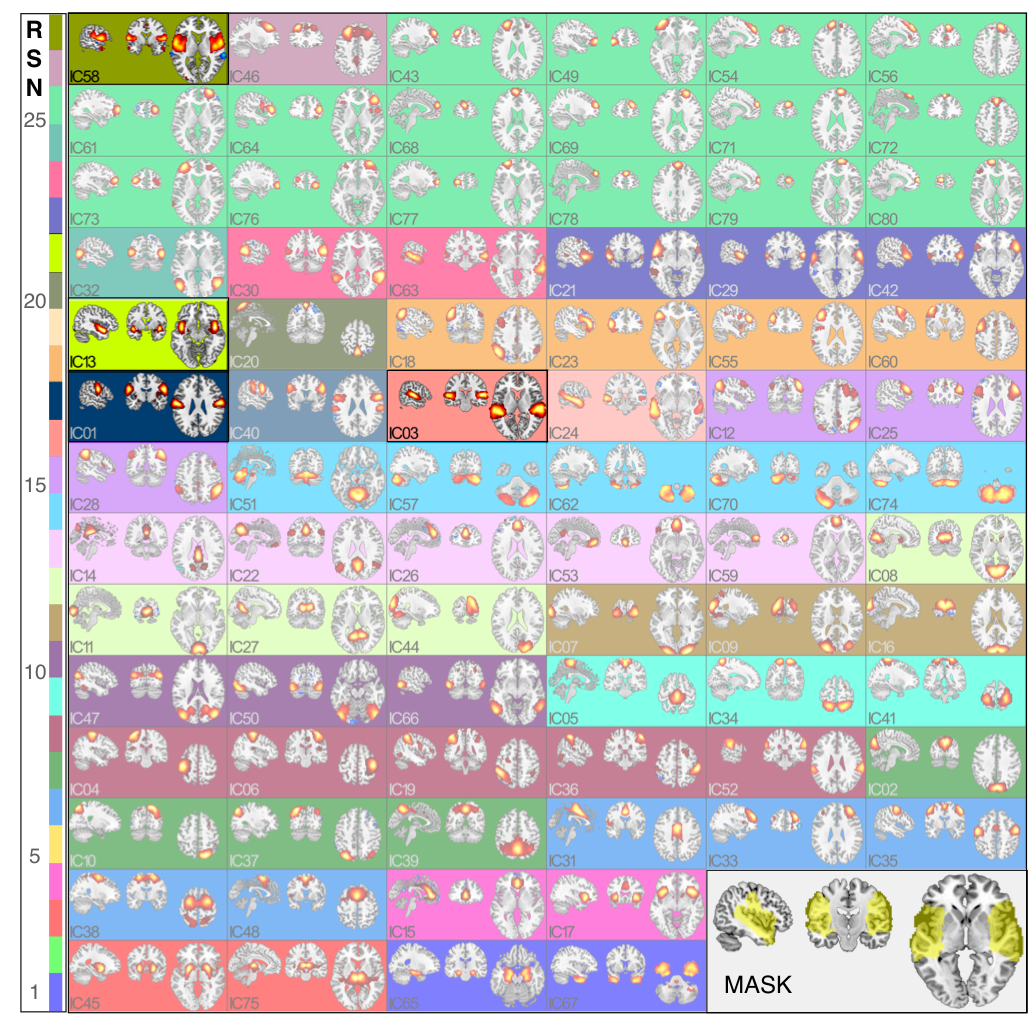 R
S
N
25
20
15
10
5
1
IC58 IC46 IC43 IC49 IC54 IC56
IC61 IC64 IC68 IC69 IC71 IC72
IC73 IC76 IC77 IC78 IC79 IC80
IC32 IC30 IC63 IC21 IC29 IC42
IC13 IC20 IC18 IC23 IC55 IC60
IC01 IC40 IC03 IC24 IC12 IC25
IC28 IC51 IC57 IC62 IC70 IC74
IC14 IC22 IC26 IC53 IC59 IC08
IC11 IC27 IC44 IC07 IC09 IC16
IC47 IC50 IC66 IC05 IC34 IC41
IC04 IC06 IC19 IC36 IC52 IC02
IC10 IC37 IC39 IC31 IC33 IC35
IC38 IC48 IC15 IC17
IC45 IC75 IC65 IC67
MASK